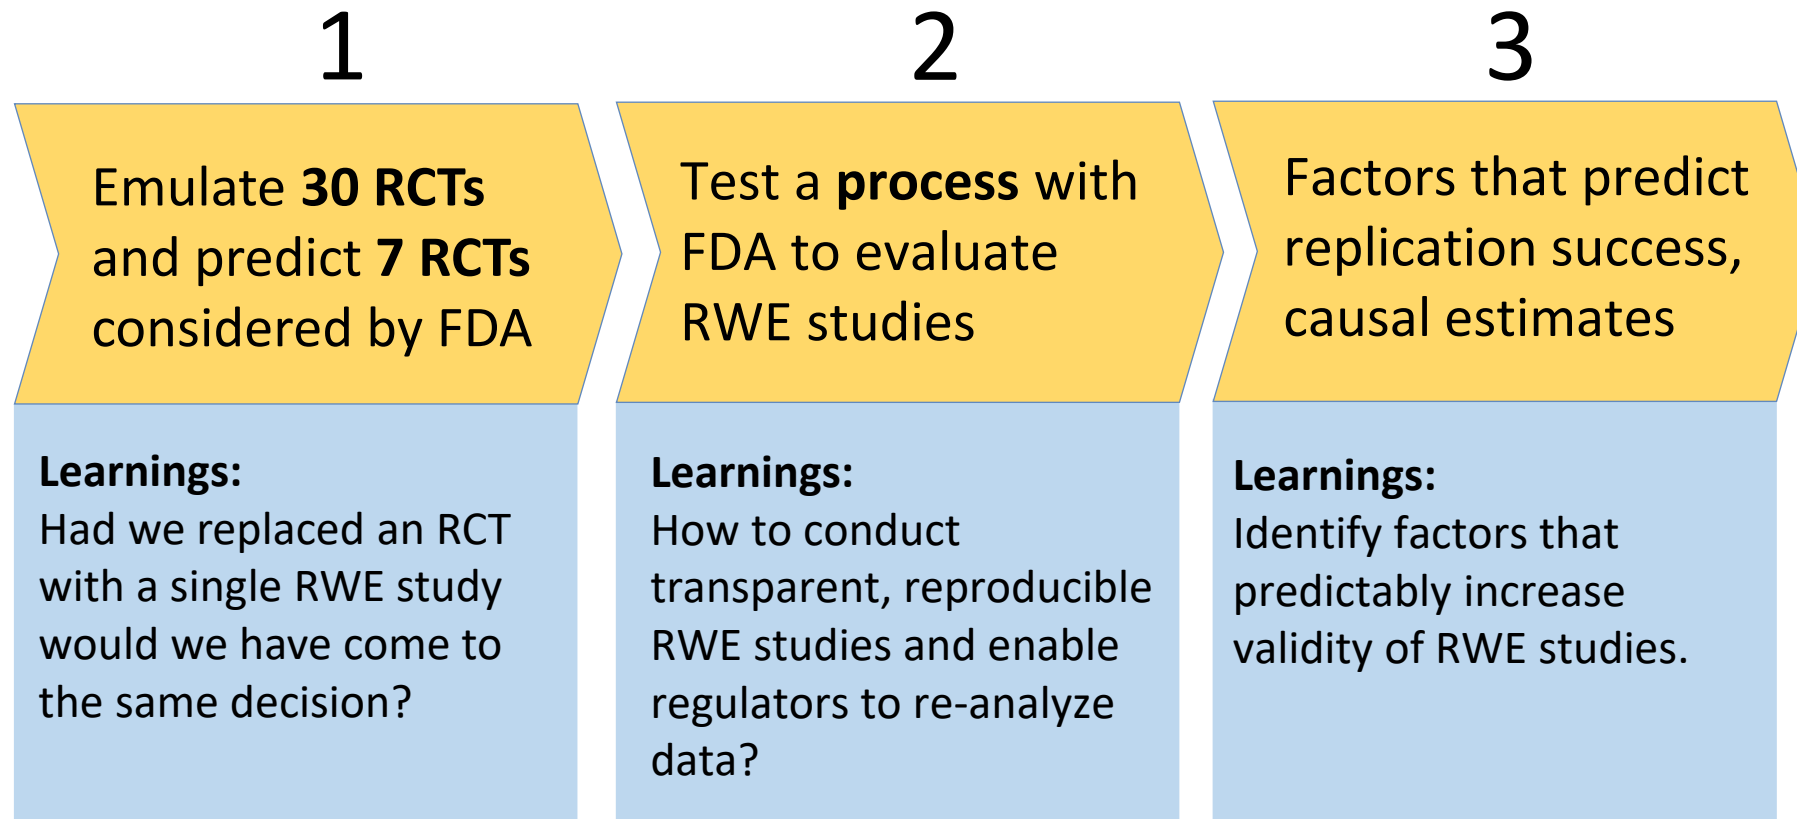 1
Emulate 30 RCTs
and predict 7 RCTs
considered by FDA
Learnings:
Had we replaced an RCT
with a single RWE study
would we have come to
the same decision?
2
Test a process with
FDA to evaluate
RWE studies
Learnings:
How to conduct
transparent, reproducible
RWE studies and enable
regulators to re-analyze
data?
3
Factors that predict
replication success,
causal estimates
Learnings:
Identify factors that
predictably increase
validity of RWE studies.